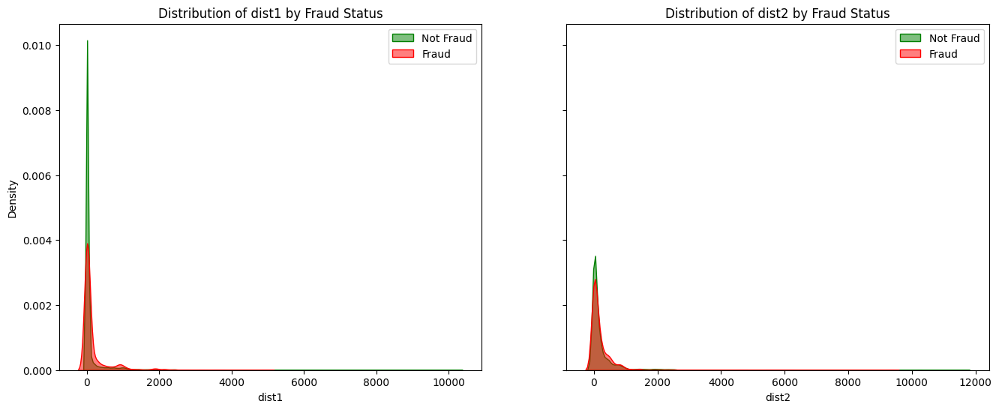 Distribution of dist1 by Fraud Status
Not Fraud
Fraud
0.010
0.008
0.006
0.004
0.002
0.000
Density
0
2000
4000
6000
8000
10000
dist1
Distribution of dist2 by Fraud Status
Not Fraud
Fraud
0
2000
4000
6000
8000
10000
12000
dist2